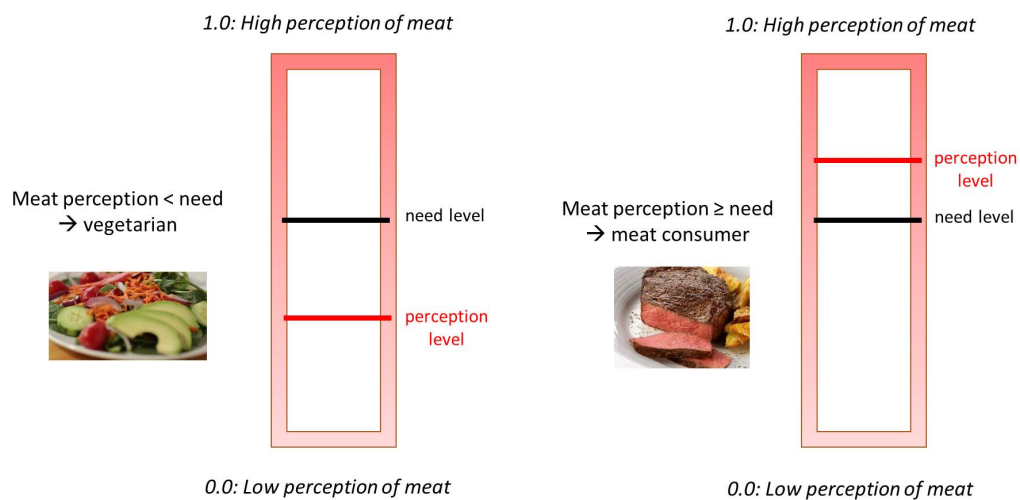 1.0: High perception of meat
Meat perception < need
→ vegetarian
need level
perception
level
0.0: Low perception of meat
1.0: High perception of meat
Meat perception ≥ need
→ meat consumer
perception
level
need level
0.0: Low perception of meat